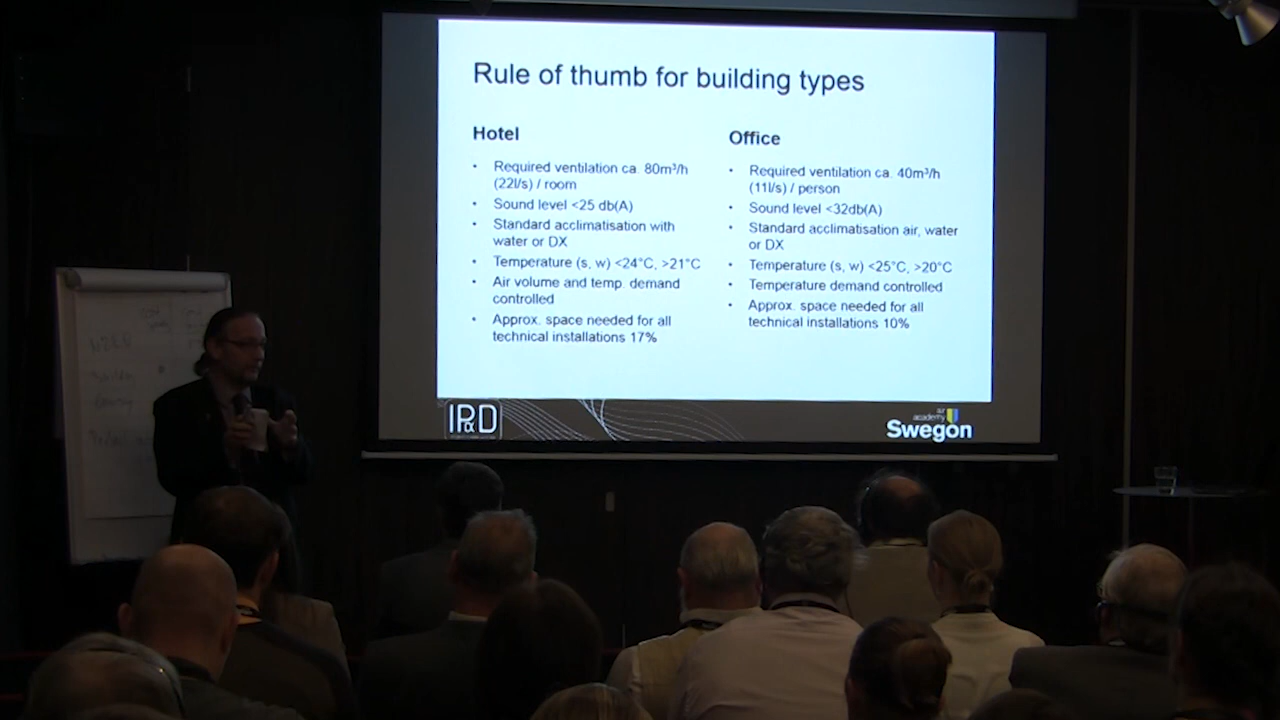 Rule of thumb for building types
Hotel
• Required ventilation ca. 80m³/h
(22l/s) / room
• Sound level <25 db(A)
• Standard acclimatisation with
water or DX
• Temperature (s, w) <24°C, >21°C
• Air volume and temp. demand
controlled
• Approx. space needed for all
technical installations 17%
Office
• Required ventilation ca. 40m³/h
(11l/s) / person
• Sound level <32db(A)
• Standard acclimatisation air, water
or DX
• Temperature (s, w) <25°C, >20°C
• Temperature demand controlled
• Approx. space needed for all
technical installations 10%
IP&D
air
academy
Swegon